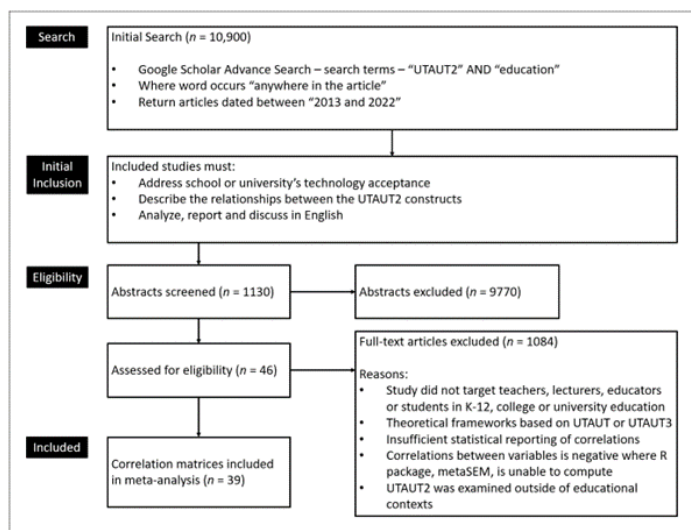 Search
Initial Search (n = 10,900)
• Google Scholar Advance Search – search terms – “UTAUT2” AND “education”
• Where word occurs “anywhere in the article”
• Return articles dated between “2013 and 2022”
Initial
Inclusion
Included studies must:
• Address school or university’s technology acceptance
• Describe the relationships between the UTAUT2 constructs
• Analyze, report and discuss in English
Eligibility
Abstracts screened (n = 1130)
Abstracts excluded (n = 9770)
Assessed for eligibility (n = 46)
Full-text articles excluded (n = 1084)
Reasons:
• Study did not target teachers, lecturers, educators
or students in K-12, college or university education
• Theoretical frameworks based on UTAUT or UTAUT3
• Insufficient statistical reporting of correlations
• Correlations between variables is negative where R
package, metaSEM, is unable to compute
• UTAUT2 was examined outside of educational
contexts
Included
Correlation matrices included
in meta-analysis (n = 39)